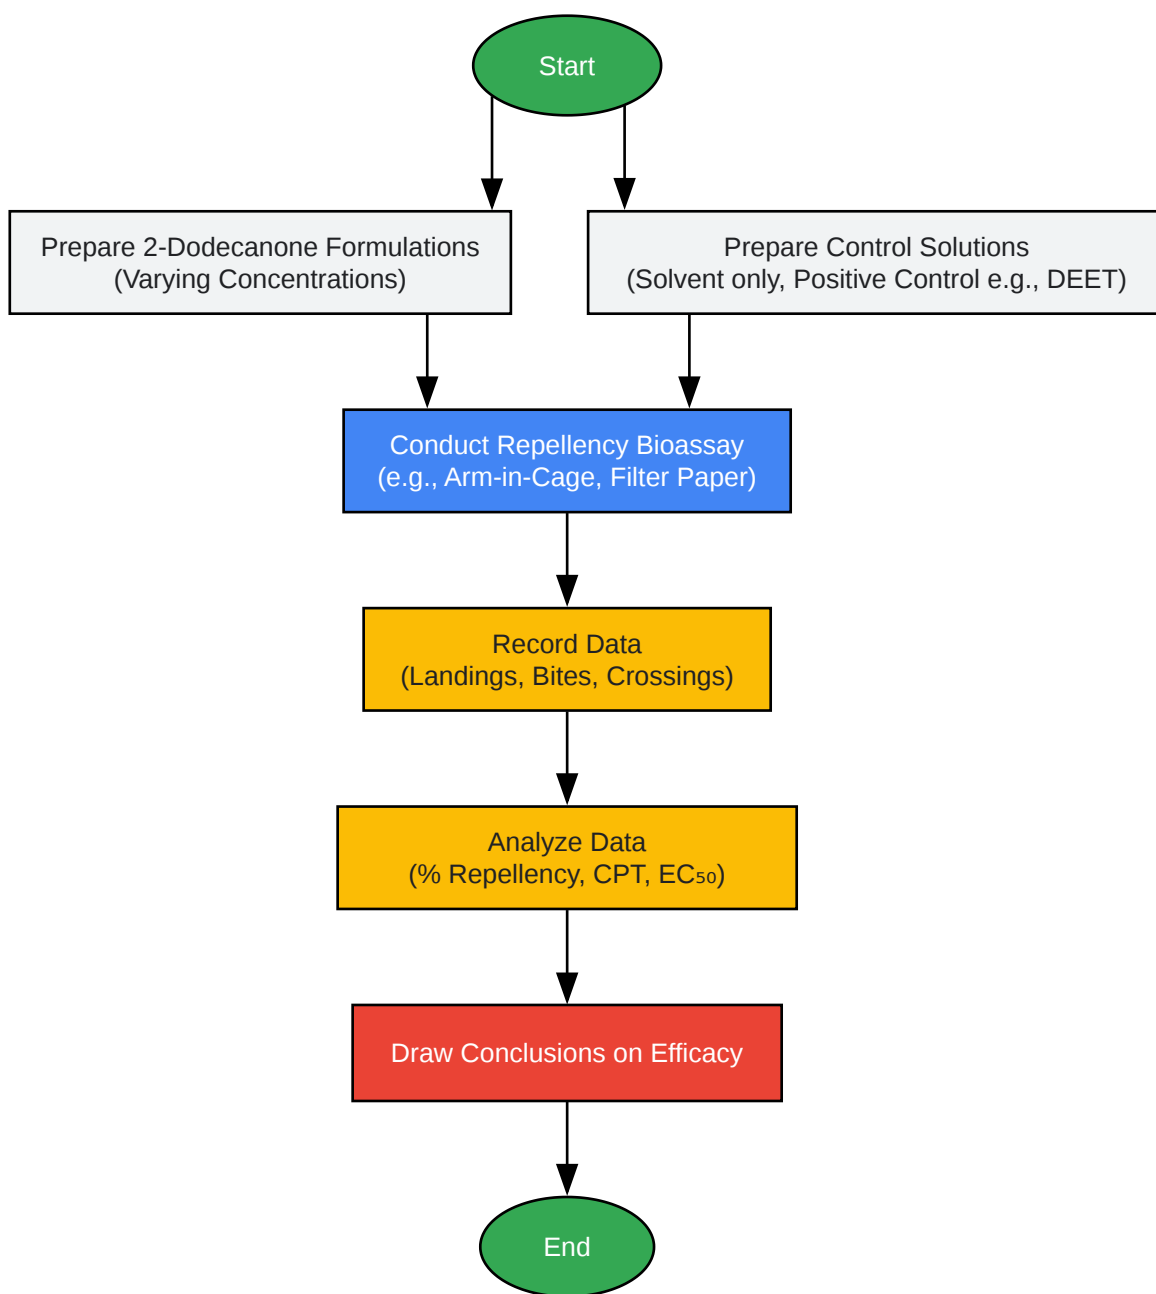 Start
Prepare 2-Dodecanone Formulations
(Varying Concentrations)
Prepare Control Solutions
(Solvent only, Positive Control e.g., DEET)
Conduct Repellency Bioassay
(e.g., Arm-in-Cage, Filter Paper)
Record Data
(Landings, Bites, Crossings)
Analyze Data
(% Repellency, CPT, EC₅₀)
Draw Conclusions on Efficacy
End